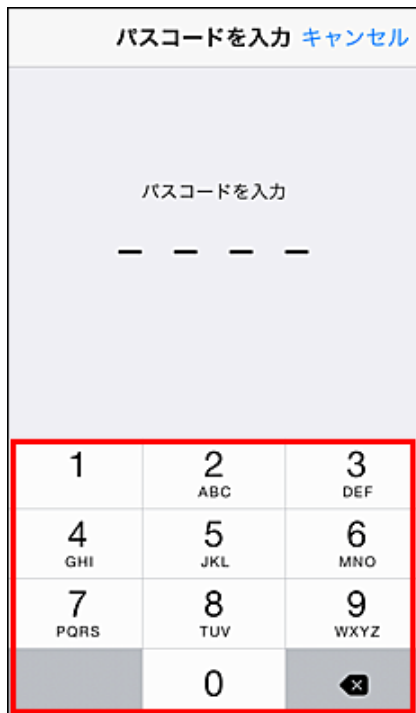 パスコードを入力 キャンセル
パスコードを入力
1 2 3
ABC DEF
4 5 6
GHI JKL MNO
7 8 9
PQRS TUV WXYZ
0